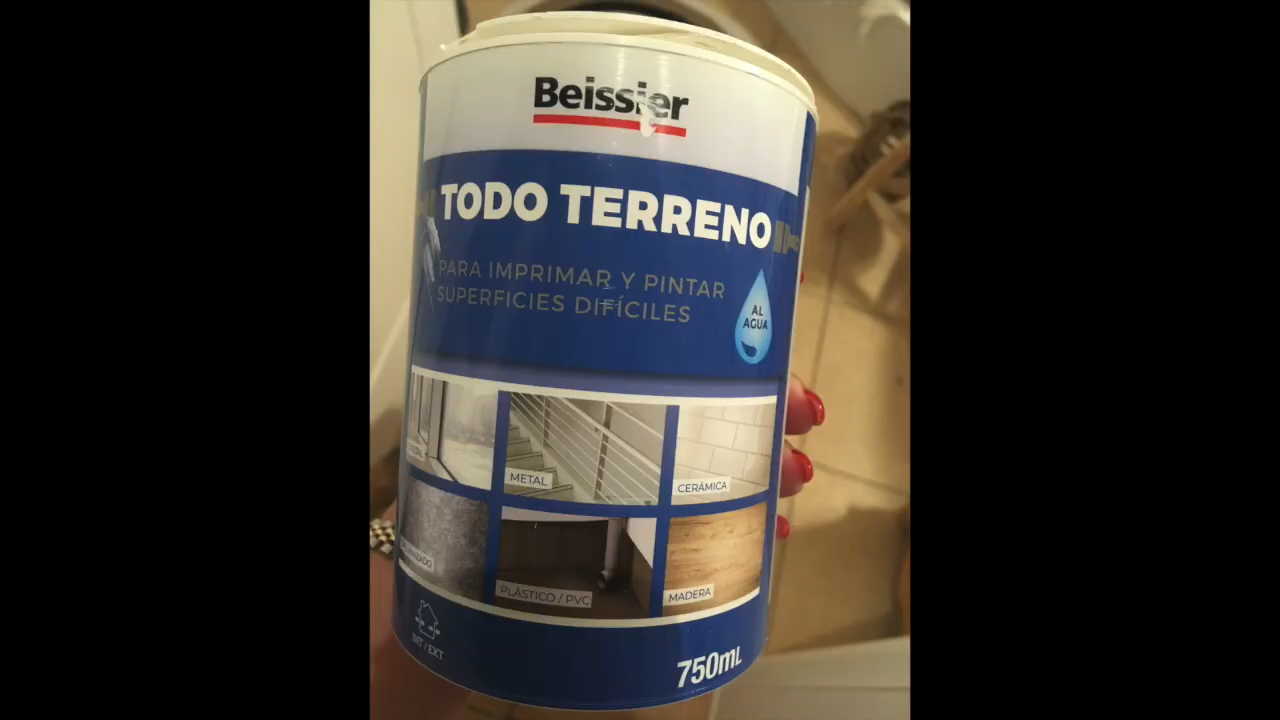 Beissier
TODO TERRENO
PARA IMPRIMAR Y PINTAR
SUPERFICIES DIFÍCILES
AL
AGUA
METAL
CERÁMICA
PLÁSTICO / PVC
MADERA
INT / EXT
750mL